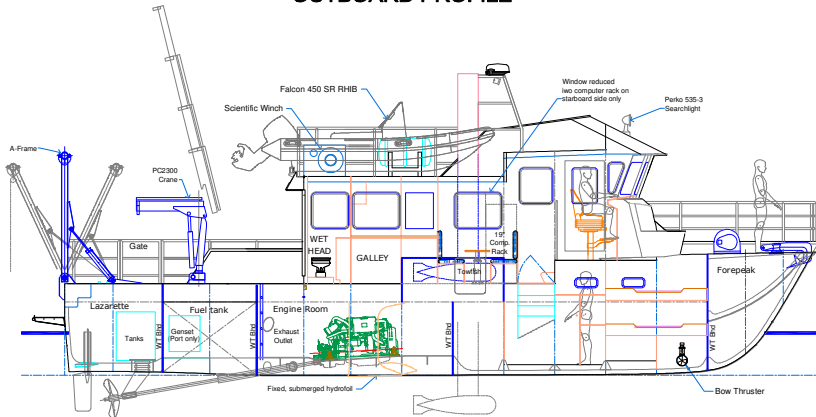 OUTBOARD PROFILE
Falcon 450 SR RHIB
Scientific Winch
Window reduced
iwo computer rack on
starboard side only
Perko 535-3
Searchlight
A-Frame
PC2300
Crane
Gate
WET
HEAD
GALLEY
19"
Comp.
Rack
Towfish
Forepeak
Lazarette
Fuel tank
Engine Room
Tanks
WT Bhd
Genset
(Port only)
WT Bhd
Exhaust
Outlet
WT Bhd
WT Bhd
Fixed, submerged hydrofoil
Bow Thruster